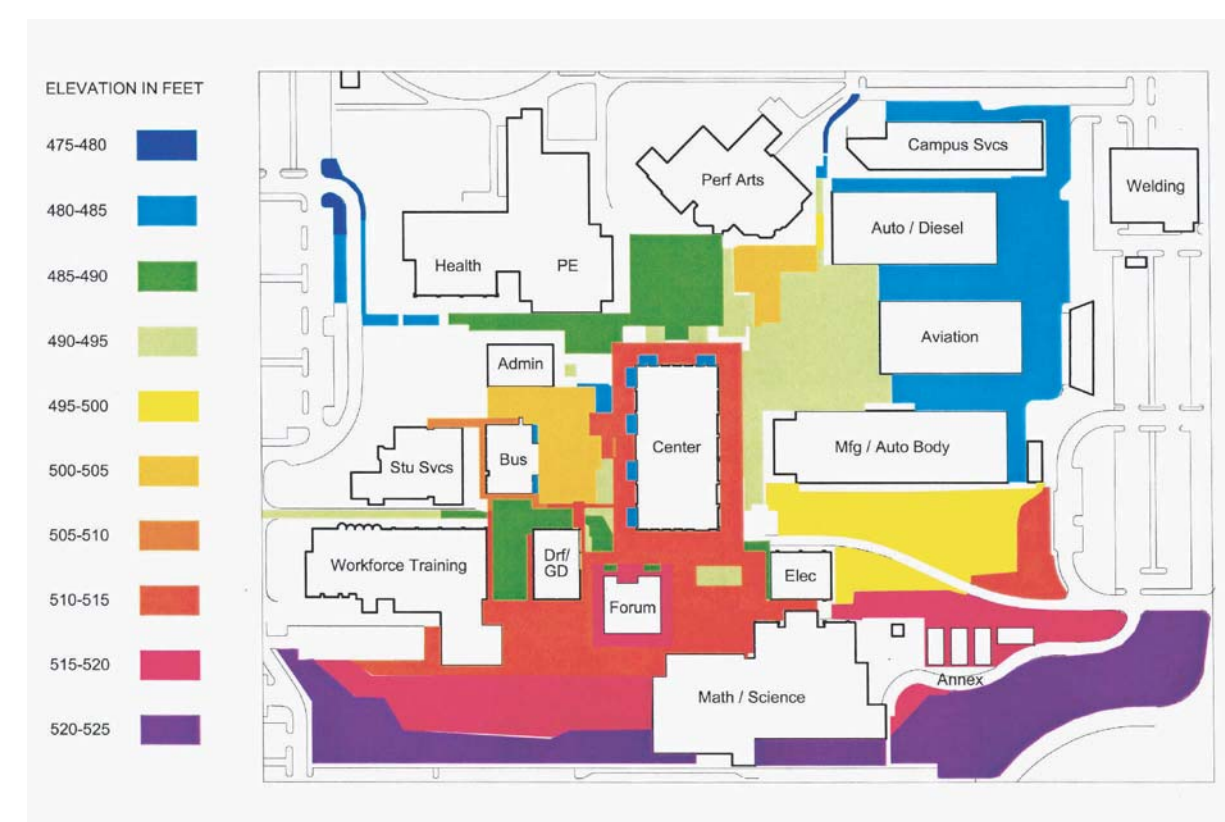 ELEVATION IN FEET
475-480
480-485
485-490
490-495
495-500
500-505
505-510
510-515
515-520
520-525
Campus Svcs
Perf Arts
Welding
Auto / Diesel
Health
PE
Aviation
Admin
Center
Mfg / Auto Body
Stu Svcs
Bus
Workforce Training
Drf/
GD
Elec
Forum
Annex
Math / Science